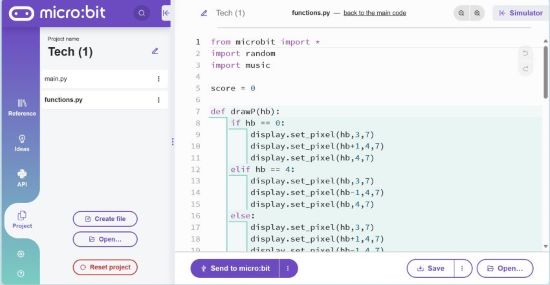 micro:bit
Project name
Tech (1)
main.py
functions.py
Reference
Ideas
API
Project
Create file
Open...
Reset project
Tech (1)
functions.py — back to the main code
Simulator
1 from microbit import *
2 import random
3 import music
4
5 score = 0
6
7 def drawP(hb):
8 if hb == 0:
9 display.set_pixel(hb,3,7)
10 display.set_pixel(hb+1,4,7)
11 display.set_pixel(hb,4,7)
12 elif hb == 4:
13 display.set_pixel(hb,3,7)
14 display.set_pixel(hb-1,4,7)
15 display.set_pixel(hb,4,7)
16 else:
17 display.set_pixel(hb,3,7)
18 display.set_pixel(hb+1,4,7)
19 display.set_pixel(hb-1,4,7)
Send to micro:bit
Save
Open...